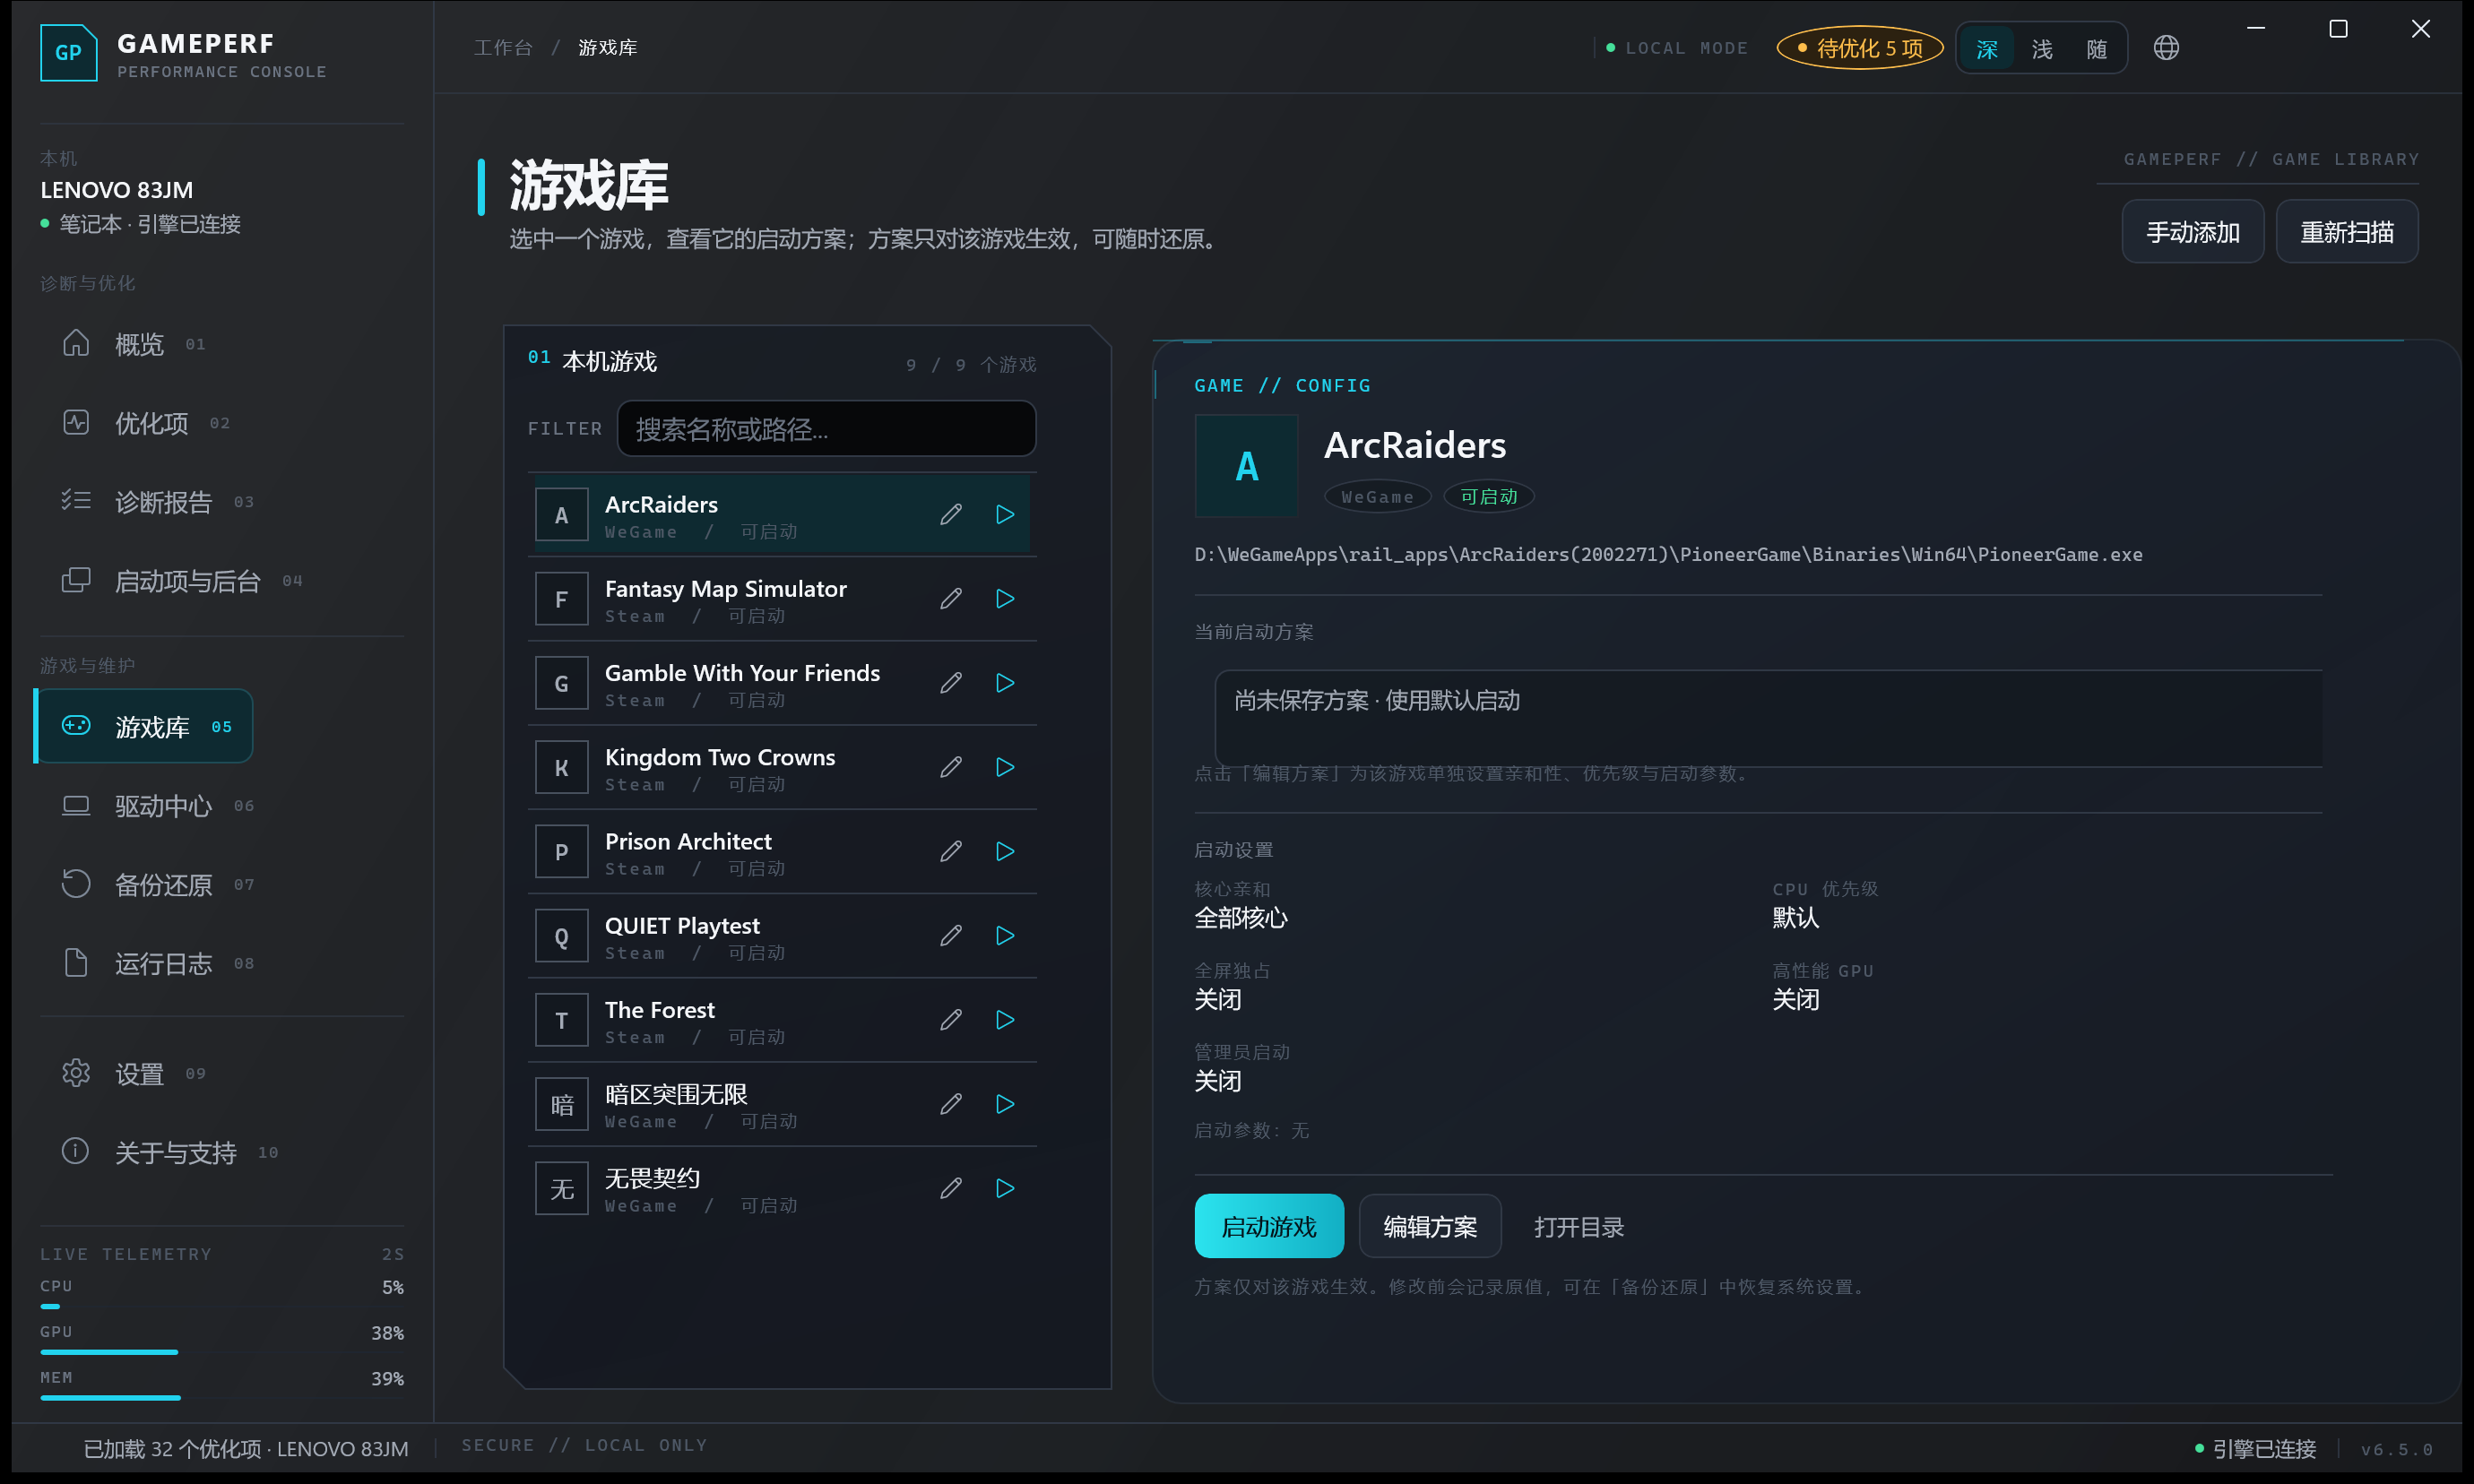 GP
GAMEPERF
PERFORMANCE CONSOLE
本机
LENOVO 83JM
笔记本 · 引擎已连接
诊断与优化
概览 01
优化项 02
诊断报告 03
启动项与后台 04
游戏与维护
游戏库 05
驱动中心 06
备份还原 07
运行日志 08
设置 09
关于与支持 10
LIVE TELEMETRY 2S
CPU 5%
GPU 38%
MEM 39%
工作台 / 游戏库
LOCAL MODE
待优化 5 项
深 浅 随
游戏库
选中一个游戏，查看它的启动方案；方案只对该游戏生效，可随时还原。
GAMEPERF // GAME LIBRARY
手动添加 重新扫描
01 本机游戏 9 / 9 个游戏
FILTER 搜索名称或路径...
A ArcRaiders
WeGame / 可启动
F Fantasy Map Simulator
Steam / 可启动
G Gamble With Your Friends
Steam / 可启动
K Kingdom Two Crowns
Steam / 可启动
P Prison Architect
Steam / 可启动
Q QUIET Playtest
Steam / 可启动
T The Forest
Steam / 可启动
暗 暗区突围无限
WeGame / 可启动
无 无畏契约
WeGame / 可启动
GAME // CONFIG
A
ArcRaiders
WeGame 可启动
D:\WeGameApps\rail_apps\ArcRaiders(2002271)\PioneerGame\Binaries\Win64\PioneerGame.exe
当前启动方案
尚未保存方案 · 使用默认启动
点击「编辑方案」为该游戏单独设置亲和性、优先级与启动参数。
启动设置
核心亲和 CPU 优先级
全部核心 默认
全屏独占 高性能 GPU
关闭 关闭
管理员启动
关闭
启动参数：无
启动游戏 编辑方案 打开目录
方案仅对该游戏生效。修改前会记录原值，可在「备份还原」中恢复系统设置。
已加载 32 个优化项 · LENOVO 83JM SECURE // LOCAL ONLY
引擎已连接 v6.5.0